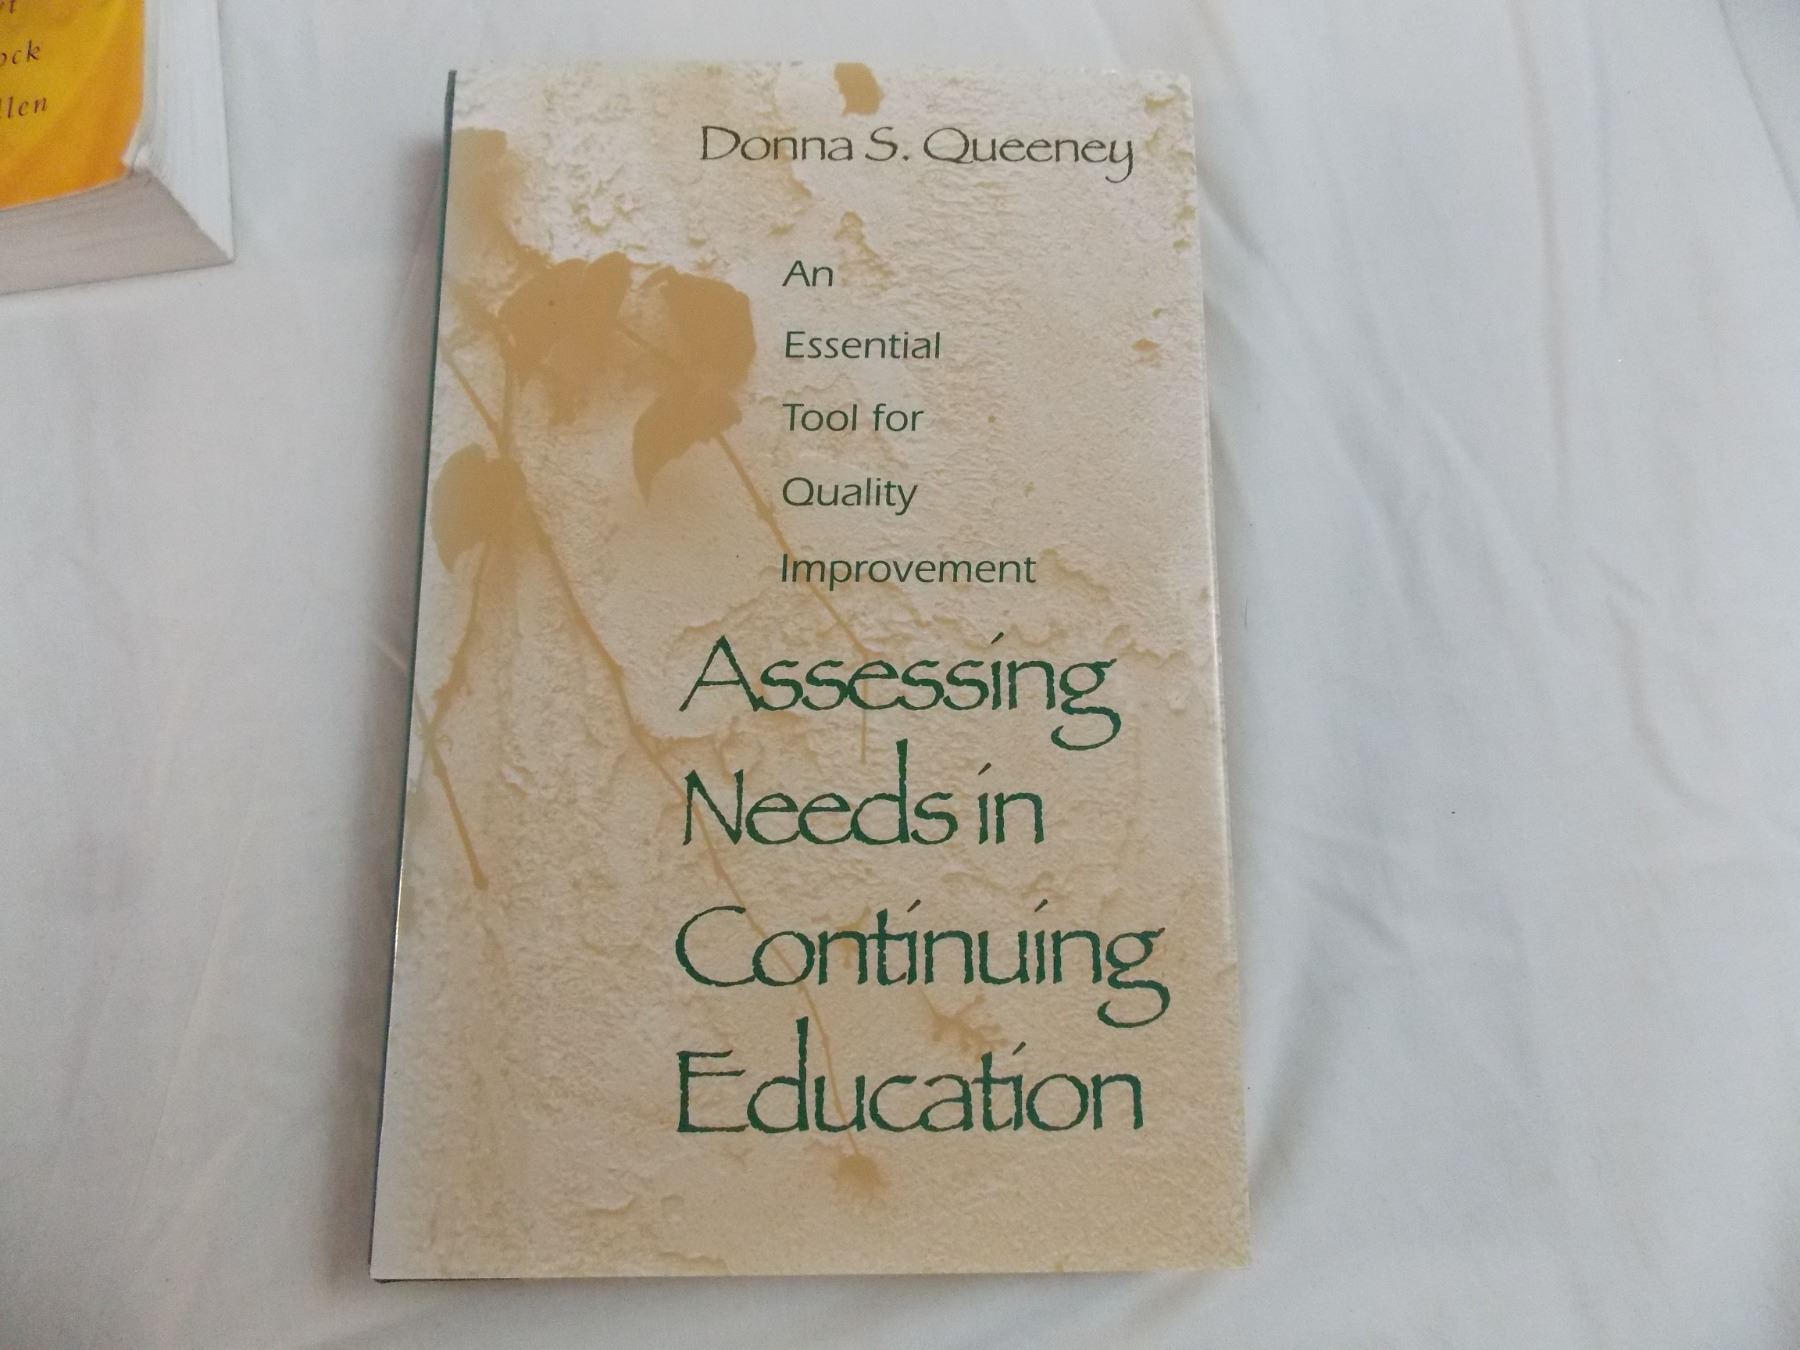 Donna S. Queeney
An
Essential
Tool for
Quality
Improvement
Assessing
Needs in
Continuing
Education